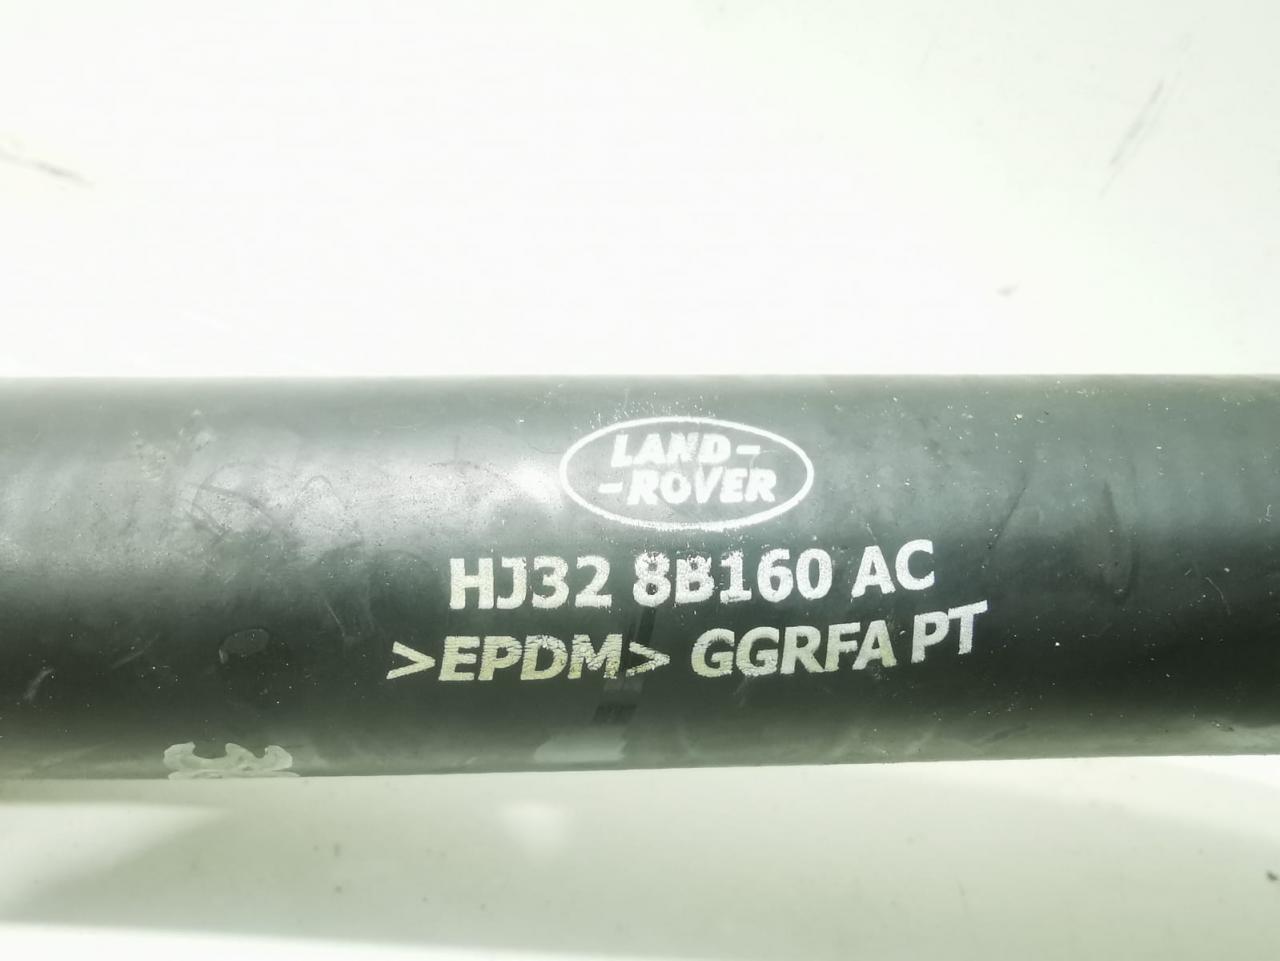 LAND-
-ROVER
HJ32 8B160 AC
>EPDM> GGRFA PT